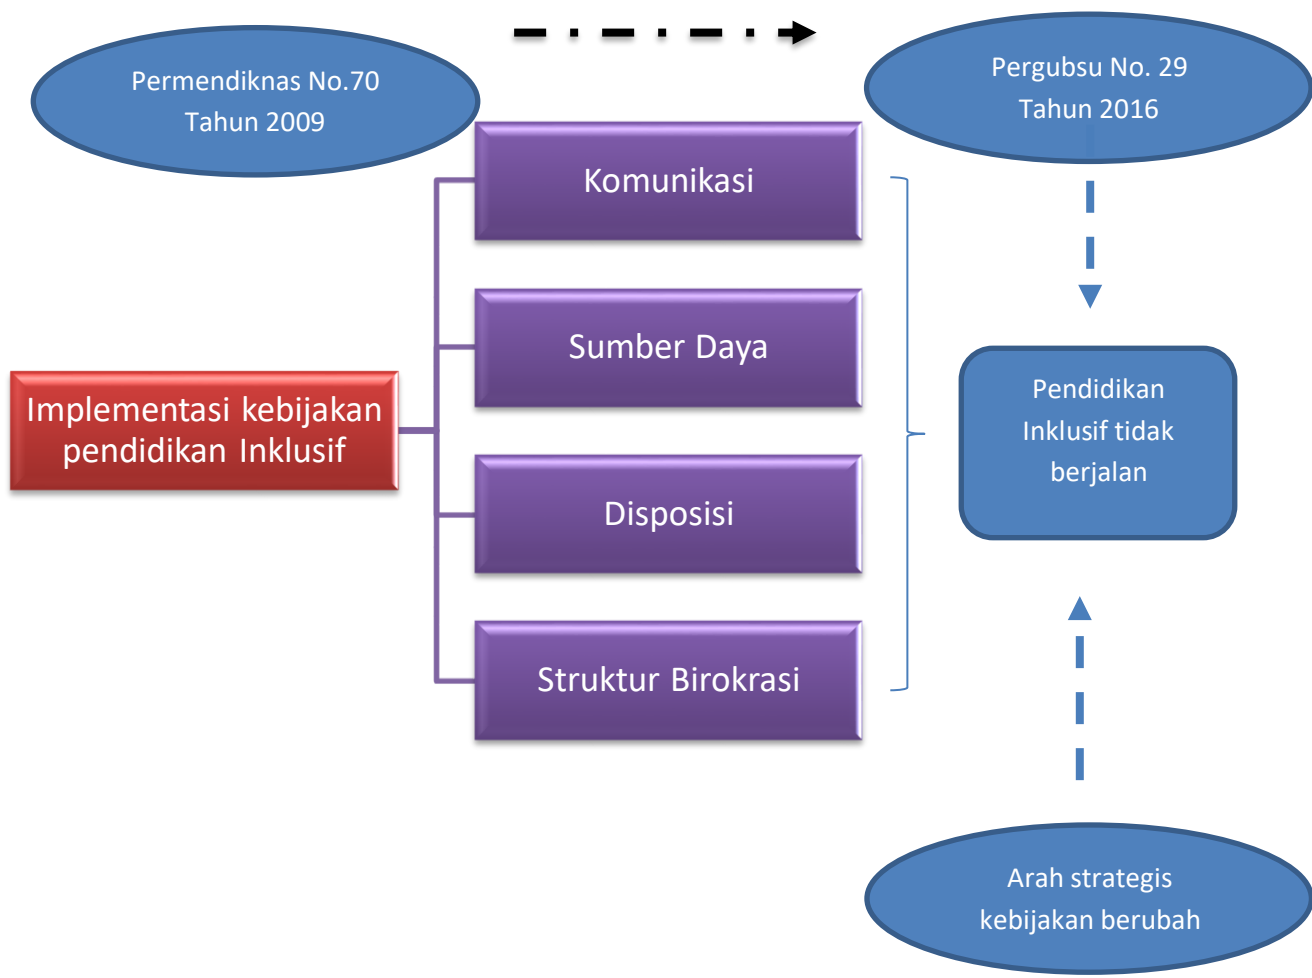 Permendiknas No.70
Tahun 2009
Pergubsu No. 29
Tahun 2016
Komunikasi
Sumber Daya
Implementasi kebijakan
pendidikan Inklusif
Disposisi
Struktur Birokrasi
Pendidikan
Inklusif tidak
berjalan
Arah strategis
kebijakan berubah